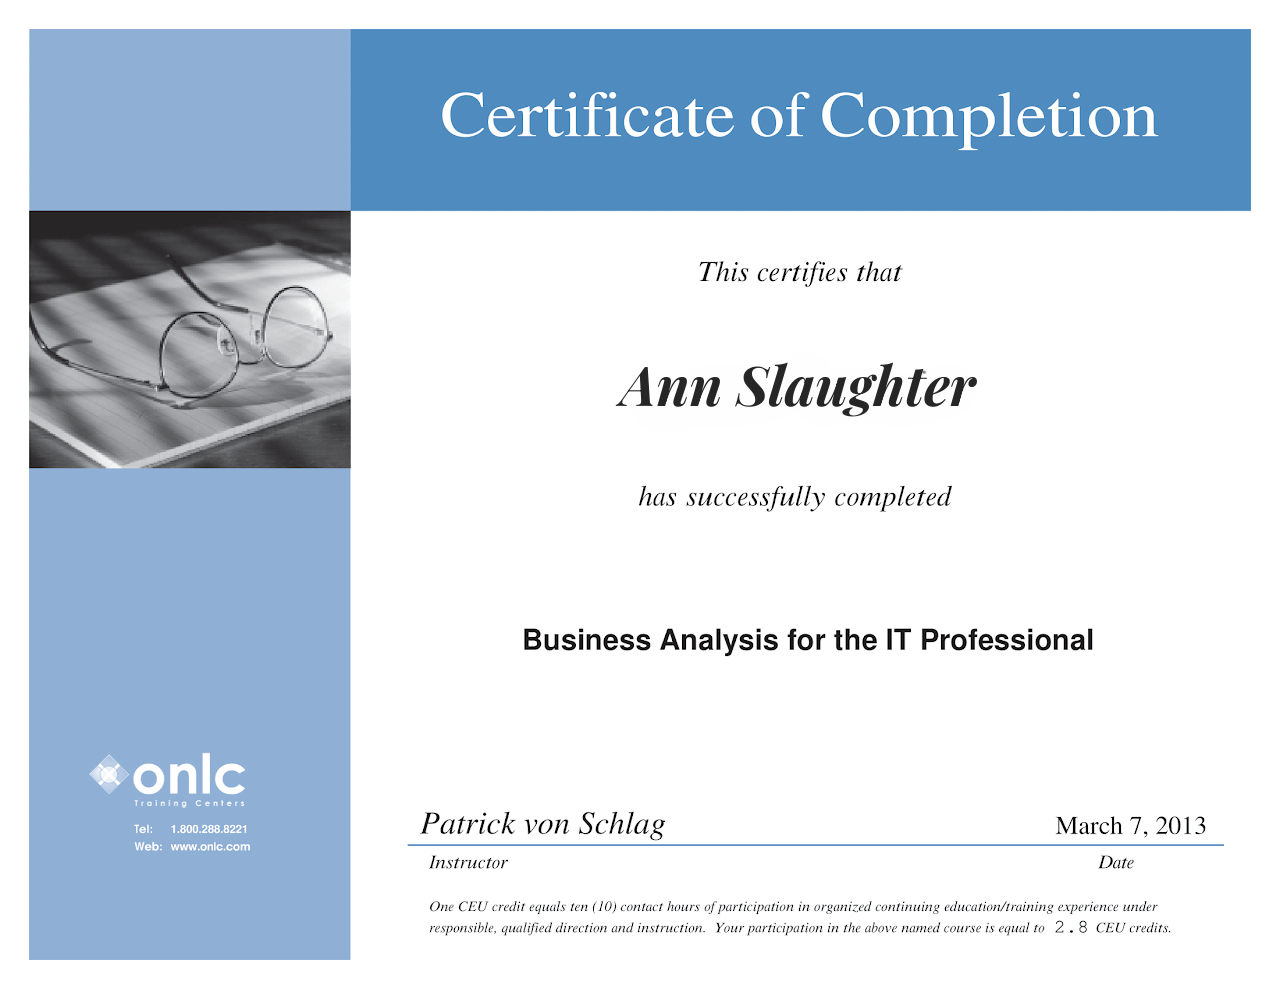 Certificate of Completion
This certifies that
Ann Slaughter
has successfully completed
Business Analysis for the IT Professional
onlc
Training Centers
Tel: 1.800.288.8221
Web: www.onlc.com
Patrick von Schlag
March 7, 2013
Instructor
Date
One CEU credit equals ten (10) contact hours of participation in organized continuing education/training experience under
responsible, qualified direction and instruction. Your participation in the above named course is equal to 2.8 CEU credits.